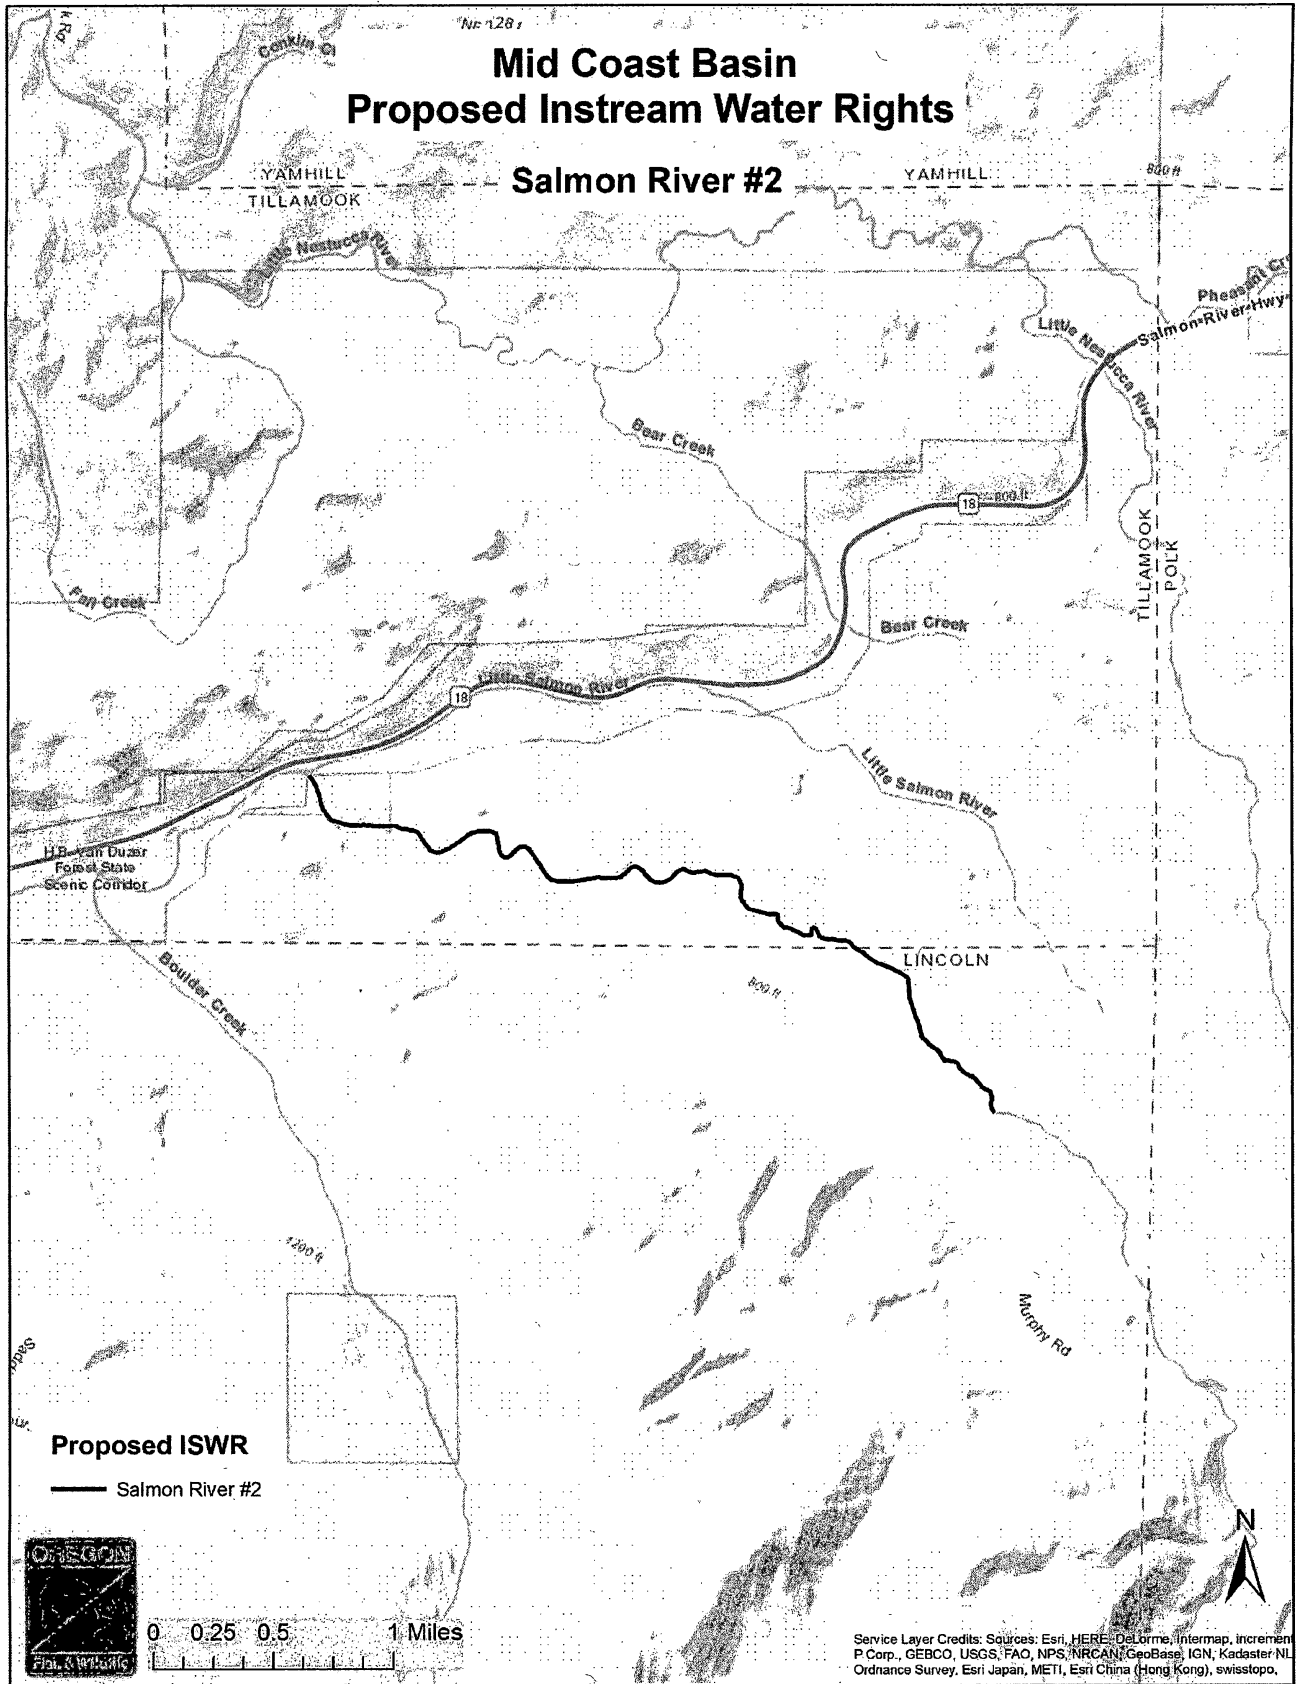 Mid Coast Basin
Proposed Instream Water Rights
Salmon River #2
YAMHILL
TILLAMOOK
YAMHILL
800 ft
Little Nestucca River
Pheasant Cre
Salmon-River-Hwy
Little Nestucca River
Bear Creek
18
800 ft
TILLAMOOK
POLK
Fall Creek
Bear Creek
Little Salmon River
18
Little Salmon River
H.B. Van Duzer
Forest State
Scenic Corridor
LINCOLN
Boulder Creek
800 ft
1200 ft
Murphy Rd
Proposed ISWR
Salmon River #2
N
OREGON
Fish & Wildlife
0 0.25 0.5 1 Miles
Service Layer Credits: Sources: Esri, HERE, DeLorme, Intermap, increment
P Corp., GEBCO, USGS, FAO, NPS, NRCAN, GeoBase, IGN, Kadaster NL
Ordnance Survey, Esri Japan, METI, Esri China (Hong Kong), swisstopo,